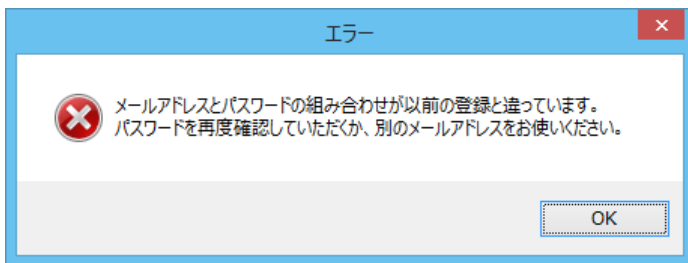 エラー
メールアドレスとパスワードの組み合わせが以前の登録と違っています。
パスワードを再度確認していただくか、別のメールアドレスをお使いください。
OK